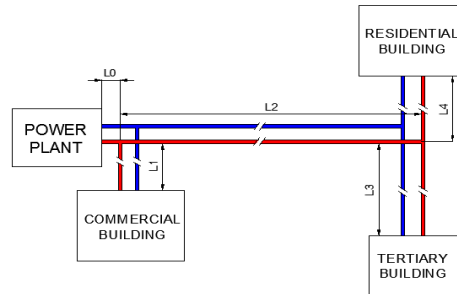 RESIDENTIAL
BUILDING
L0
L2
L4
POWER
PLANT
L1
L3
COMMERCIAL
BUILDING
TERTIARY
BUILDING